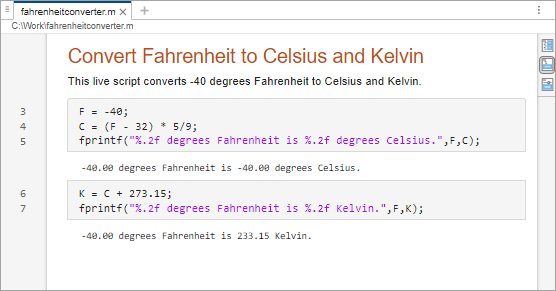 fahrenheitconverter.m × +
C:\Work\fahrenheitconverter.m
Convert Fahrenheit to Celsius and Kelvin
This live script converts -40 degrees Fahrenheit to Celsius and Kelvin.
3 F = -40;
4 C = (F - 32) * 5/9;
5 fprintf("%.2f degrees Fahrenheit is %.2f degrees Celsius.",F,C);
-40.00 degrees Fahrenheit is -40.00 degrees Celsius.
6 K = C + 273.15;
7 fprintf("%.2f degrees Fahrenheit is %.2f Kelvin.",F,K);
-40.00 degrees Fahrenheit is 233.15 Kelvin.